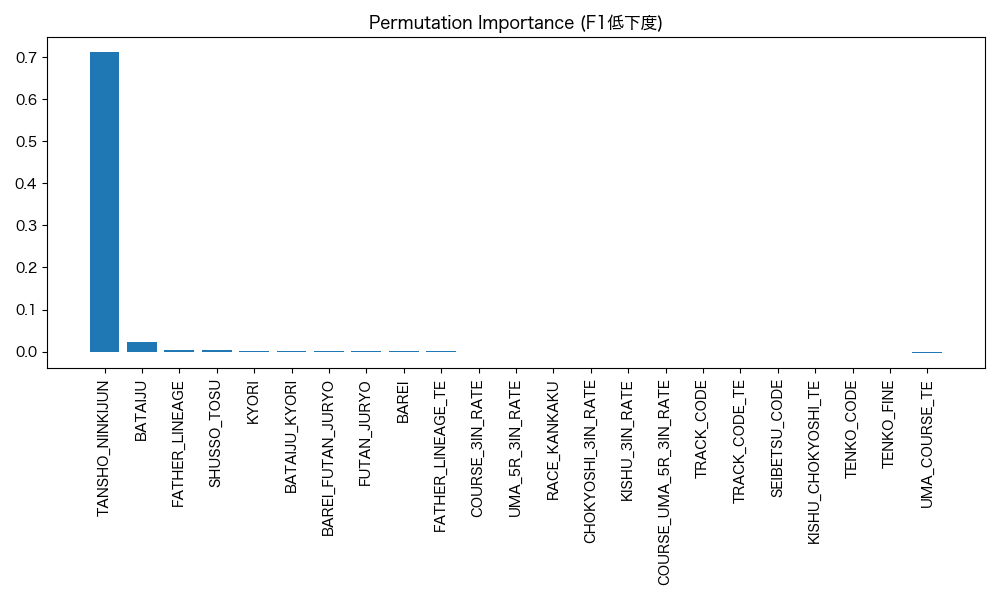 Permutation Importance (F1低下度)
0.7
0.6
0.5
0.4
0.3
0.2
0.1
0.0
TANSHO_NINKIJUN
BATAIJU
FATHER_LINEAGE
SHUSSO_TOSU
KYORI
BATAIJU_KYORI
BAREI_FUTAN_JURYO
FUTAN_JURYO
BAREI
FATHER_LINEAGE_TE
COURSE_3IN_RATE
UMA_5R_3IN_RATE
RACE_KANKAKU
CHOKYOSHI_3IN_RATE
KISHU_3IN_RATE
COURSE_UMA_5R_3IN_RATE
TRACK_CODE
TRACK_CODE_TE
SEIBETSU_CODE
KISHU_CHOKYOSHI_TE
TENKO_CODE
TENKO_FINE
UMA_COURSE_TE